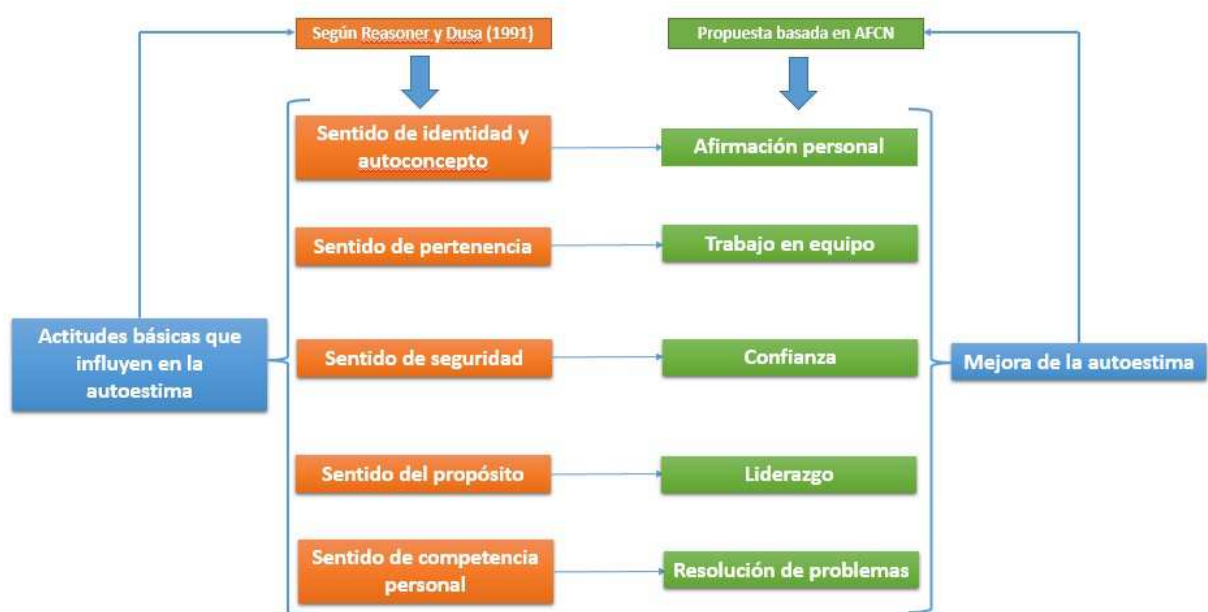 Según Reasoner y Dusa (1991)
Propuesta basada en AFCN
Sentido de identidad y
autoconcepto
Afirmación personal
Sentido de pertenencia
Trabajo en equipo
Actitudes básicas que
influyen en la
autoestima
Sentido de seguridad
Confianza
Mejora de la autoestima
Sentido del propósito
Liderazgo
Sentido de competencia
personal
Resolución de problemas